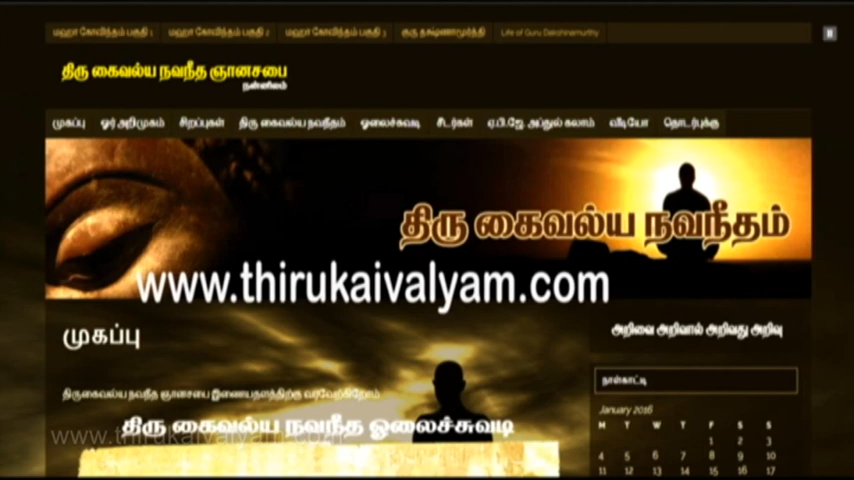 மஹா கோவிந்தம் பகுதி 1 மஹா கோவிந்தம் பகுதி 2 மஹா கோவிந்தம் பகுதி 3 குரு தக்ஷ்ணாமூர்த்தி Life of Guru Dakshinamurthy
திரு கைவல்ய நவநீத ஞானசபை
நன்னிலம்
முகப்பு ஓர் அறிமுகம் சிறப்புகள் திரு கைவல்ய நவநீதம் ஓலைச்சுவடி சீடர்கள் ஏ.பி.ஜே. அப்துல் கலாம் வீடியோ தொடர்புக்கு
திரு கைவல்ய நவநீதம்
www.thirukaivalyam.com
முகப்பு
திருகைவல்ய நவநீத ஞானசபை இணையதளத்திற்கு வரவேற்கிறோம்
திரு கைவல்ய நவநீத ஓலைச்சுவடி
www.thirukaivalyam.com
அறிவை அறிவால் அறிவது அறிவு
நாள்காட்டி
January 2016
M T W T F S S
1 2 3
4 5 6 7 8 9 10
11 12 13 14 15 16 17